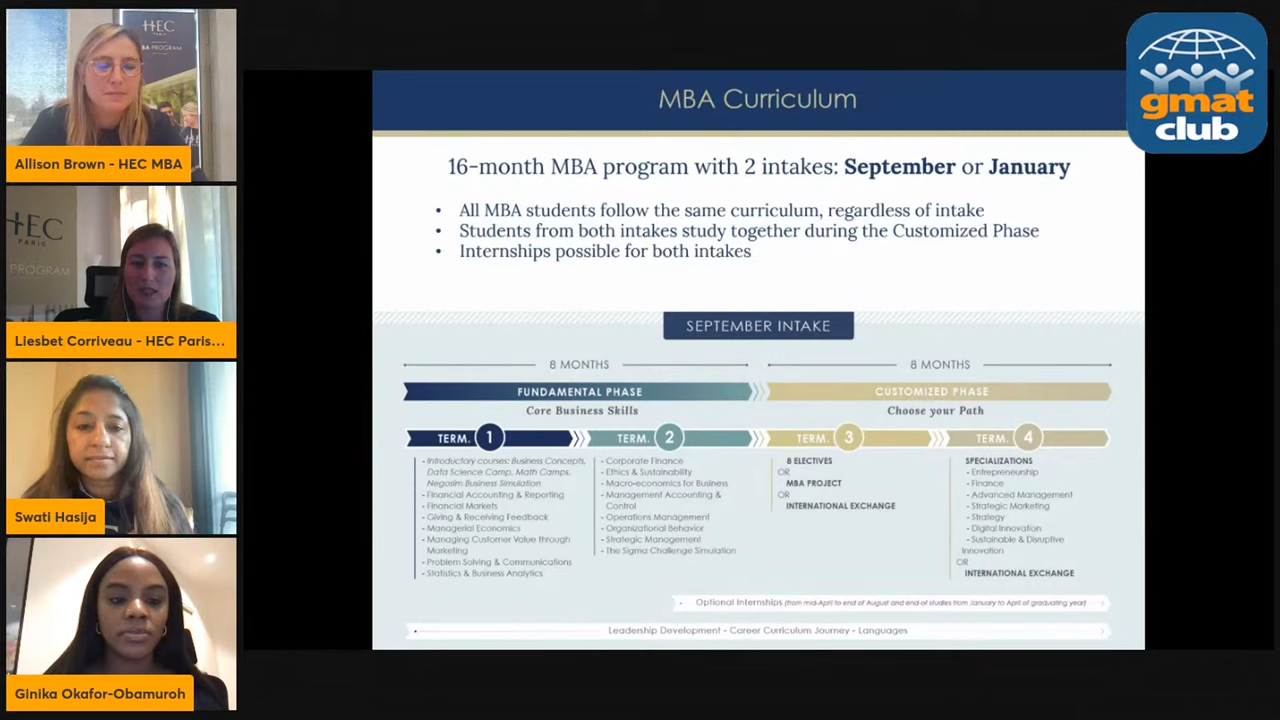 HEC
PARIS
BA PROGRAM
Allison Brown - HEC MBA
HEC
PARIS
PROGRAM
Liesbet Corriveau - HEC Paris...
Swati Hasija
Ginika Okafor-Obamuroh
gmat
club
MBA Curriculum
16-month MBA program with 2 intakes: September or January
• All MBA students follow the same curriculum, regardless of intake
• Students from both intakes study together during the Customized Phase
• Internships possible for both intakes
SEPTEMBER INTAKE
8 MONTHS
8 MONTHS
FUNDAMENTAL PHASE
CUSTOMIZED PHASE
Core Business Skills
Choose your Path
TERM. 1
- Introductory courses: Business Concepts,
Data Science Camp, Math Camps,
Negosim Business Simulation
- Financial Accounting & Reporting
- Financial Markets
- Giving & Receiving Feedback
- Managerial Economics
- Managing Customer Value through
Marketing
- Problem Solving & Communications
- Statistics & Business Analytics
TERM. 2
- Corporate Finance
- Ethics & Sustainability
- Macro-economics for Business
- Management Accounting &
Control
- Operations Management
- Organizational Behavior
- Strategic Management
- The Sigma Challenge Simulation
TERM. 3
8 ELECTIVES
OR
MBA PROJECT
OR
INTERNATIONAL EXCHANGE
TERM. 4
SPECIALIZATIONS
- Entrepreneurship
- Finance
- Advanced Management
- Strategic Marketing
- Strategy
- Digital Innovation
- Sustainable & Disruptive
Innovation
OR
INTERNATIONAL EXCHANGE
Optional Internships (from mid-April to end of August and end-of studies from January to April of graduating year)
Leadership Development - Career Curriculum Journey - Languages